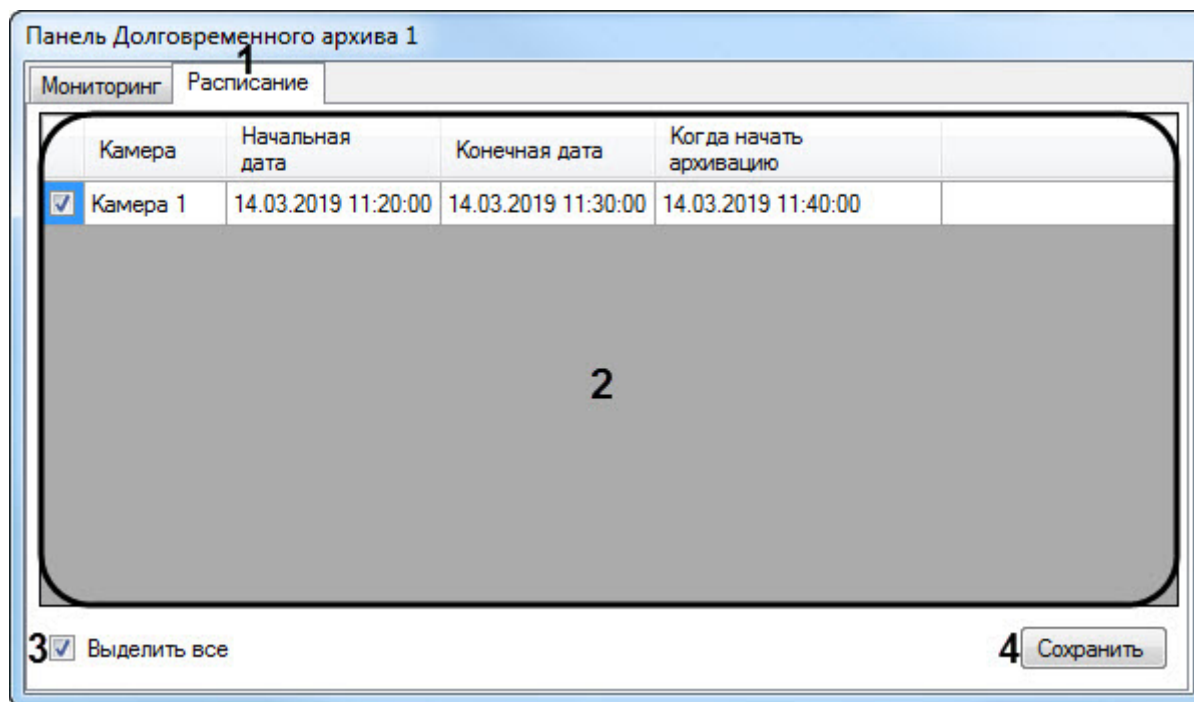 Панель Долговременного архива 1
1
Мониторинг Расписание
Камера Начальная дата Конечная дата Когда начать архивацию
Камера 1 14.03.2019 11:20:00 14.03.2019 11:30:00 14.03.2019 11:40:00
2
3 Выделить все 4 Сохранить